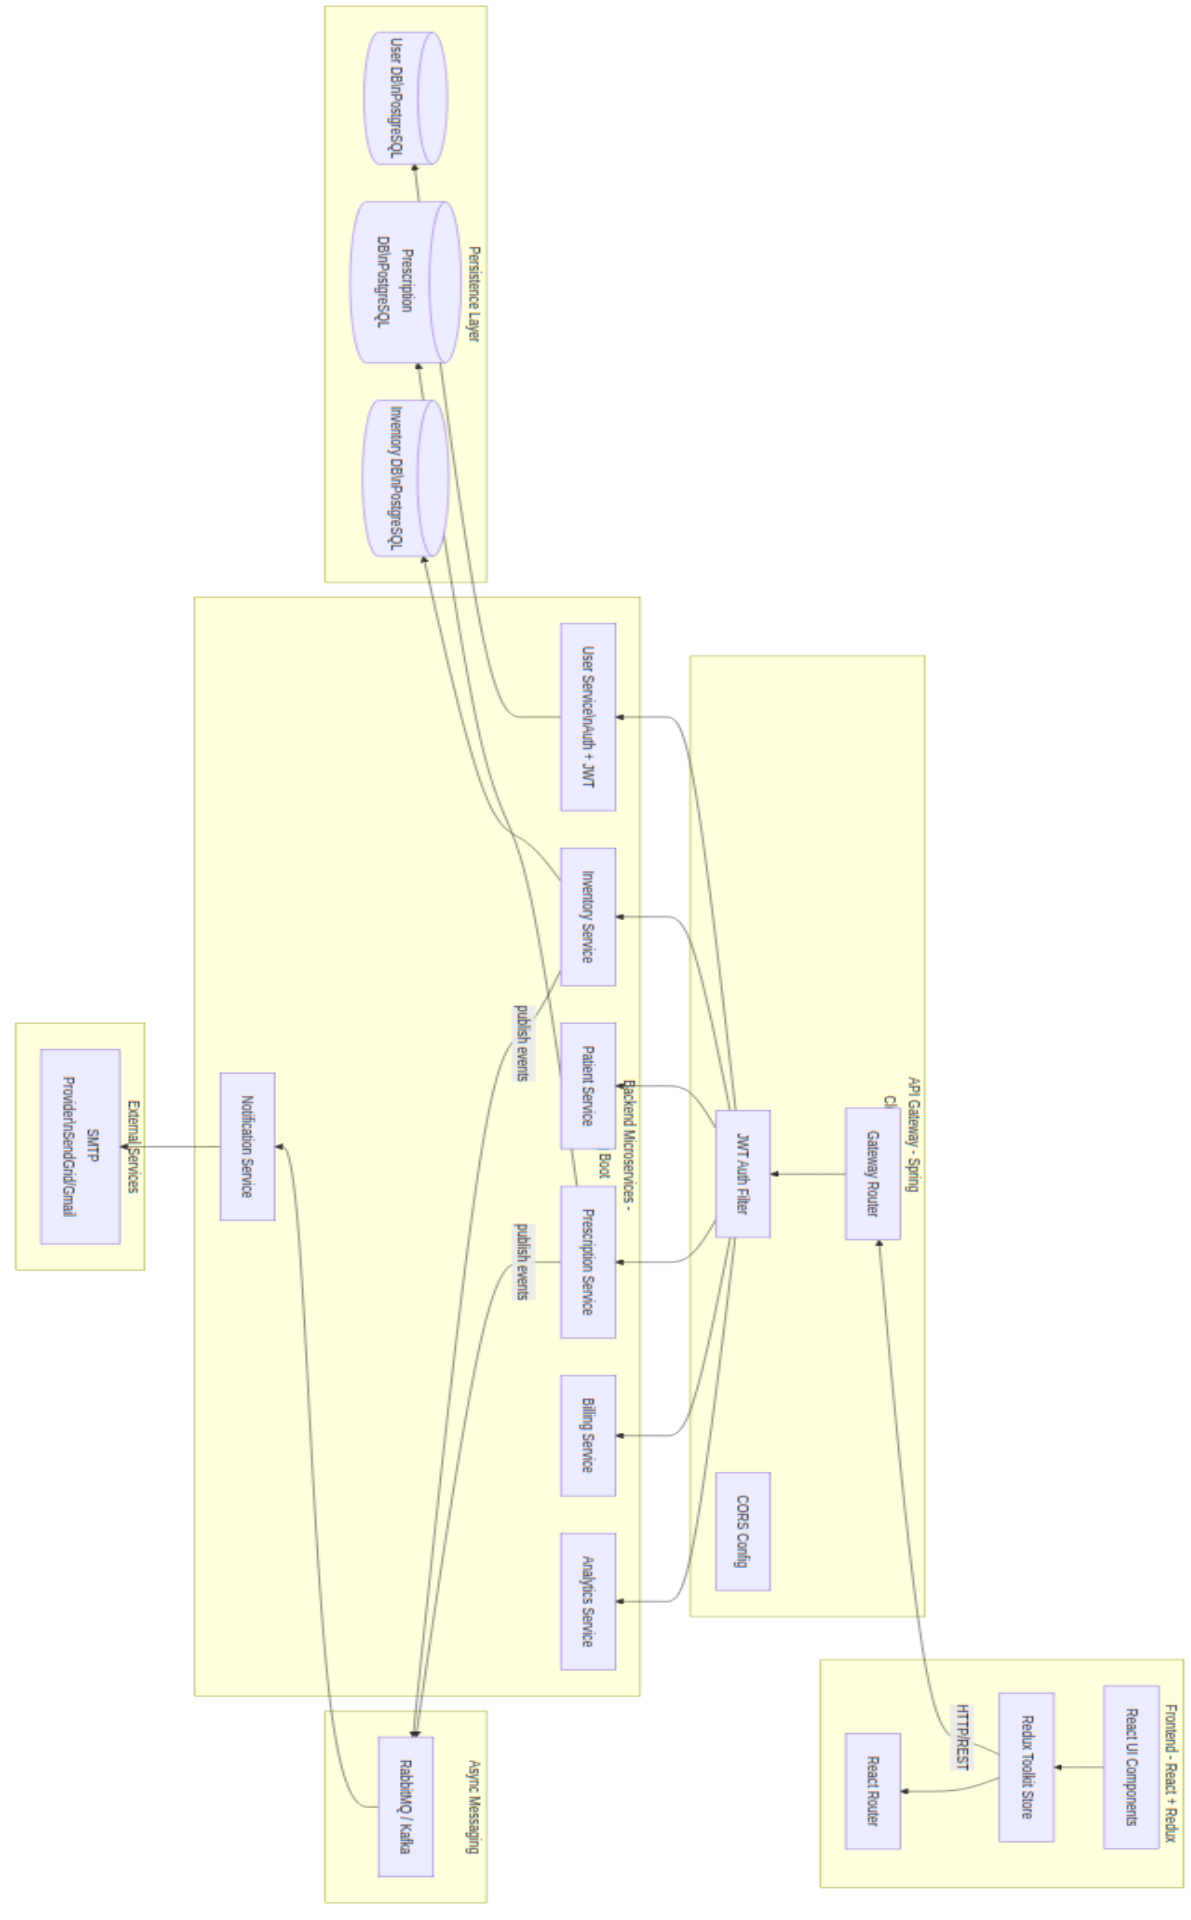 Frontend - React + Redux
React UI Components
Redux Toolkit Store
HTTP/REST
React Router
API Gateway - Spring
Cl
Gateway Router
JWT Auth Filter
CORS Config
Backend Microservices -
Boot
User Service\nAuth + JWT
Inventory Service
Patient Service
Prescription Service
Billing Service
Analytics Service
publish events
publish events
Notification Service
Persistence Layer
User DB\nPostgreSQL
Prescription
DB\nPostgreSQL
Inventory DB\nPostgreSQL
Async Messaging
RabbitMQ / Kafka
External Services
SMTP
Provider\nSendGrid/Gmail